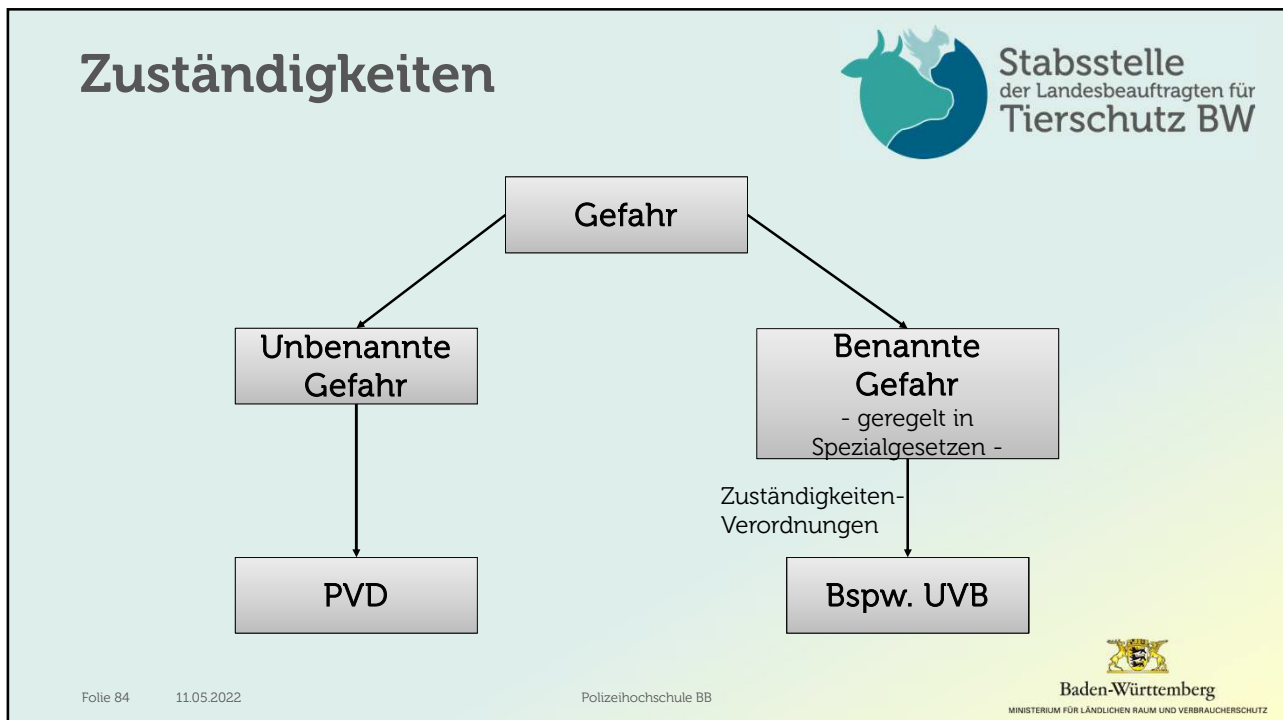 Zuständigkeiten
Stabsstelle
der Landesbeauftragten für
Tierschutz BW
Gefahr
Unbenannte
Gefahr
Benannte
Gefahr
- geregelt in
Spezialgesetzen -
Zuständigkeiten-
Verordnungen
PVD
Bspw. UVB
Folie 84 11.05.2022 Polizeihochschule BB
Baden-Württemberg
MINISTERIUM FÜR LÄNDLICHEN RAUM UND VERBRAUCHERSCHUTZ